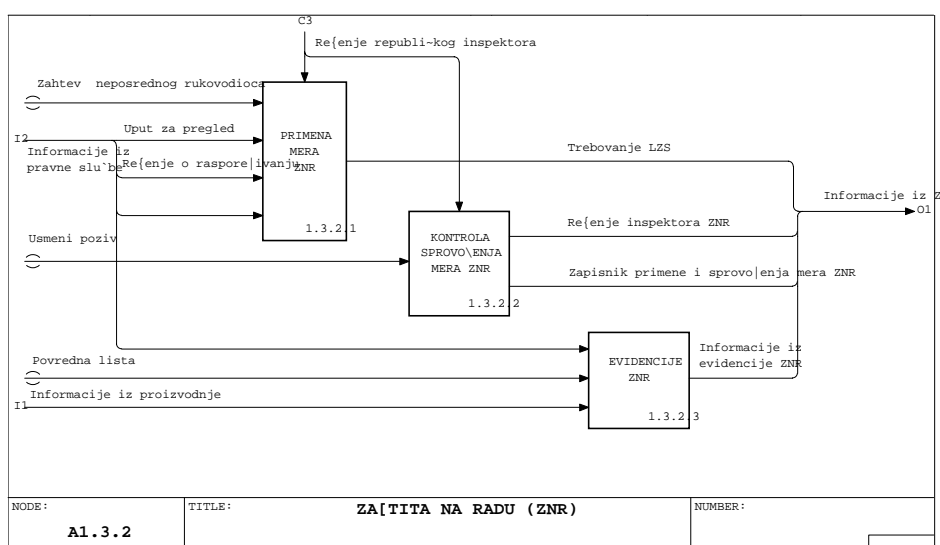 C3
Re{enje republi~kog inspektora
Zahtev neposrednog rukovodioca
I2
Uput za pregled
Informacije iz
pravne slu`be
Re{enje o raspore|ivanju
PRIMENA
MERA
ZNR
1.3.2.1
Trebovanje LZS
Informacije iz Z
O1
Usmeni poziv
KONTROLA
SPROVO\ENJA
MERA ZNR
1.3.2.2
Re{enje inspektora ZNR
Zapisnik primene i sprovo|enja mera ZNR
Povredna lista
Informacije iz proizvodnje
I1
EVIDENCIJE
ZNR
1.3.2.3
Informacije iz
evidencije ZNR
NODE:
A1.3.2
TITLE:
ZA[TITA NA RADU (ZNR)
NUMBER: